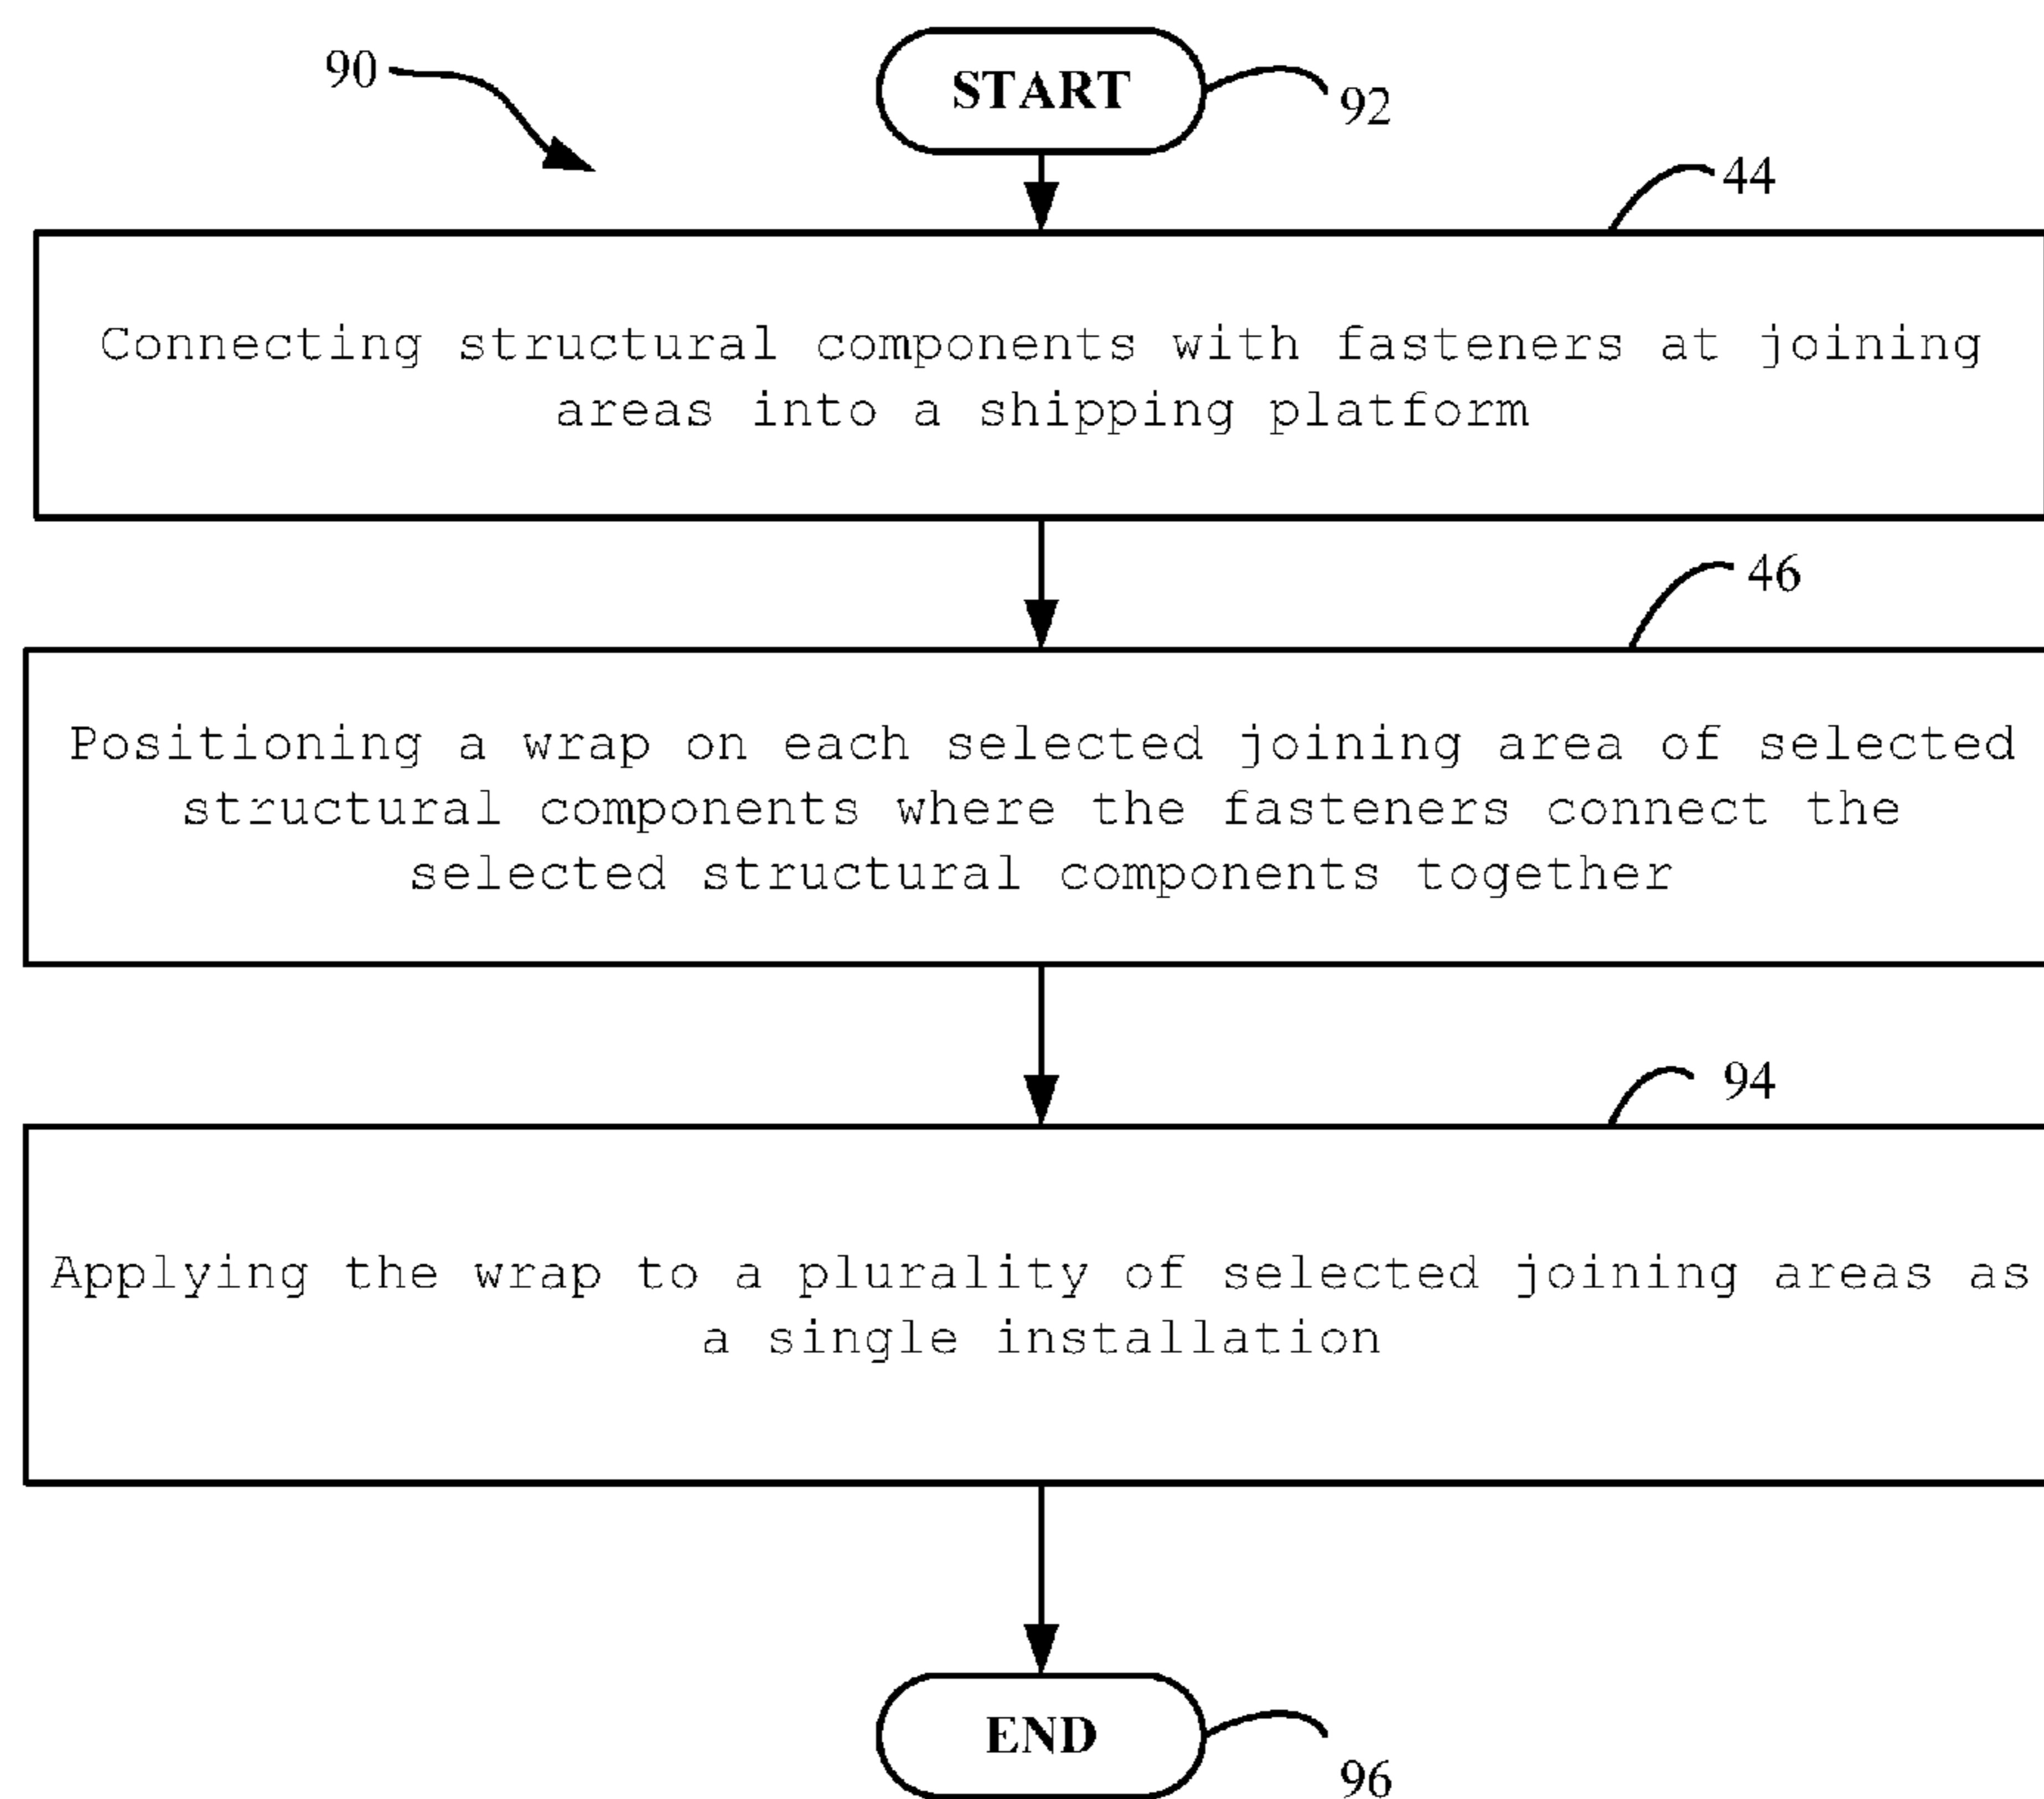 90
START
92
44
Connecting structural components with fasteners at joining
areas into a shipping platform
46
Positioning a wrap on each selected joining area of selected
structural components where the fasteners connect the
selected structural components together
94
Applying the wrap to a plurality of selected joining areas as
a single installation
END
96